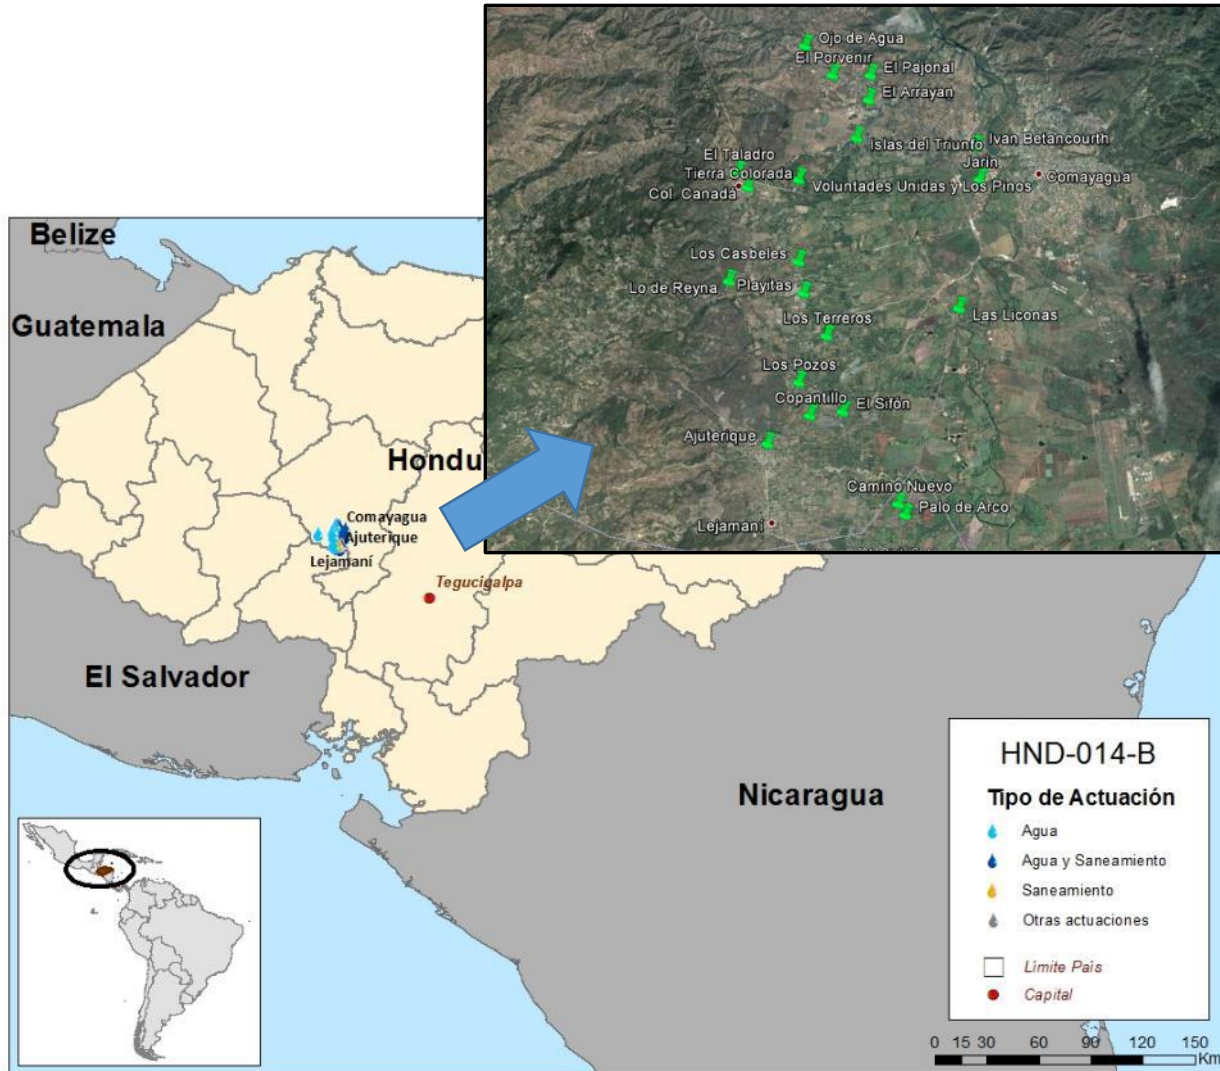 Ojo de Agua
El Porvenir
El Pajonal
El Arrayan
Islas del Triunfo
Ivan Betancourth
Jarin
Comayagua
El Taladro
Tierra Colorada
Col. Canadá
Voluntades Unidas y Los Pinos
Los Casbeles
Lo de Reyna
Playitas
Las Liconas
Los Terreros
Los Pozos
Copantillo
El Sifón
Ajuterique
Camino Nuevo
Palo de Arco
Lejamaní
Belize
Guatemala
Hondu
Comayagua
Ajuterique
Lejamaní
Tegucigalpa
El Salvador
Nicaragua
HND-014-B
Tipo de Actuación
Agua
Agua y Saneamiento
Saneamiento
Otras actuaciones
Límite País
Capital
0 15 30 60 90 120 150
Km